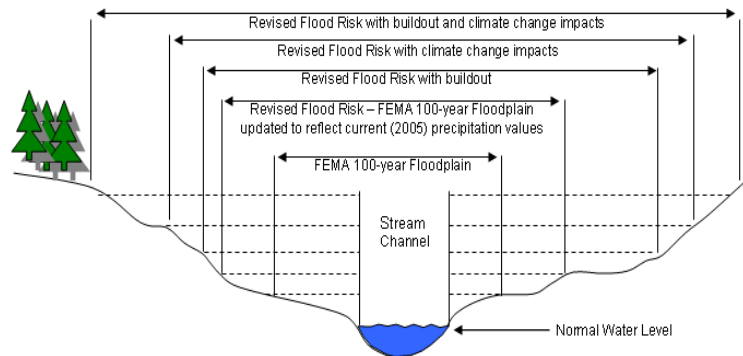 Revised Flood Risk with buildout and climate change impacts
Revised Flood Risk with climate change impacts
Revised Flood Risk with buildout
Revised Flood Risk – FEMA 100-year Floodplain
updated to reflect current (2005) precipitation values
FEMA 100-year Floodplain
Stream
Channel
Normal Water Level